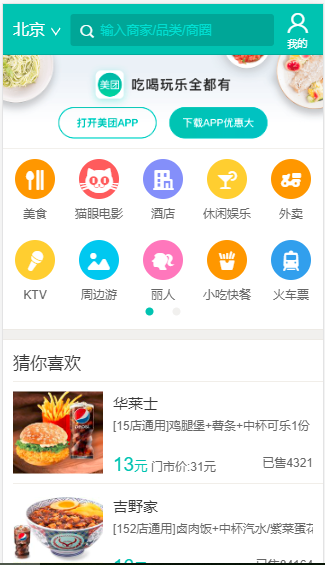 北京
输入商家/品类/商圈
我的
美团
吃喝玩乐全都有
打开美团APP
下载APP优惠大
美食
猫眼电影
酒店
休闲娱乐
外卖
KTV
周边游
丽人
小吃快餐
火车票
猜你喜欢
pepsi
华莱士
[15店通用]鸡腿堡+薯条+中杯可乐1份
13元 门市价:31元
已售4321
吉野家
[152店通用]卤肉饭+中杯汽水/紫菜蛋花